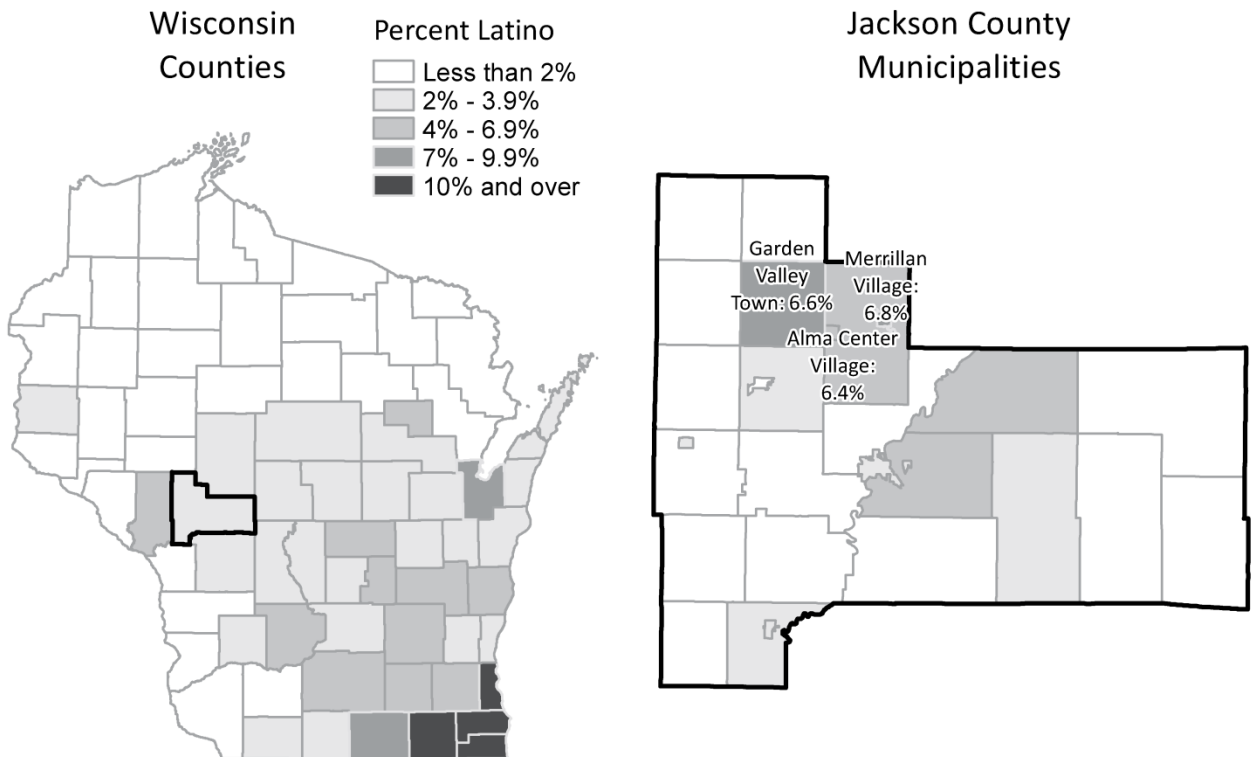 Wisconsin
Counties
Percent Latino
Less than 2%
2% - 3.9%
4% - 6.9%
7% - 9.9%
10% and over
Jackson County
Municipalities
Garden
Valley
Town: 6.6%
Merrillan
Village:
6.8%
Alma Center
Village:
6.4%